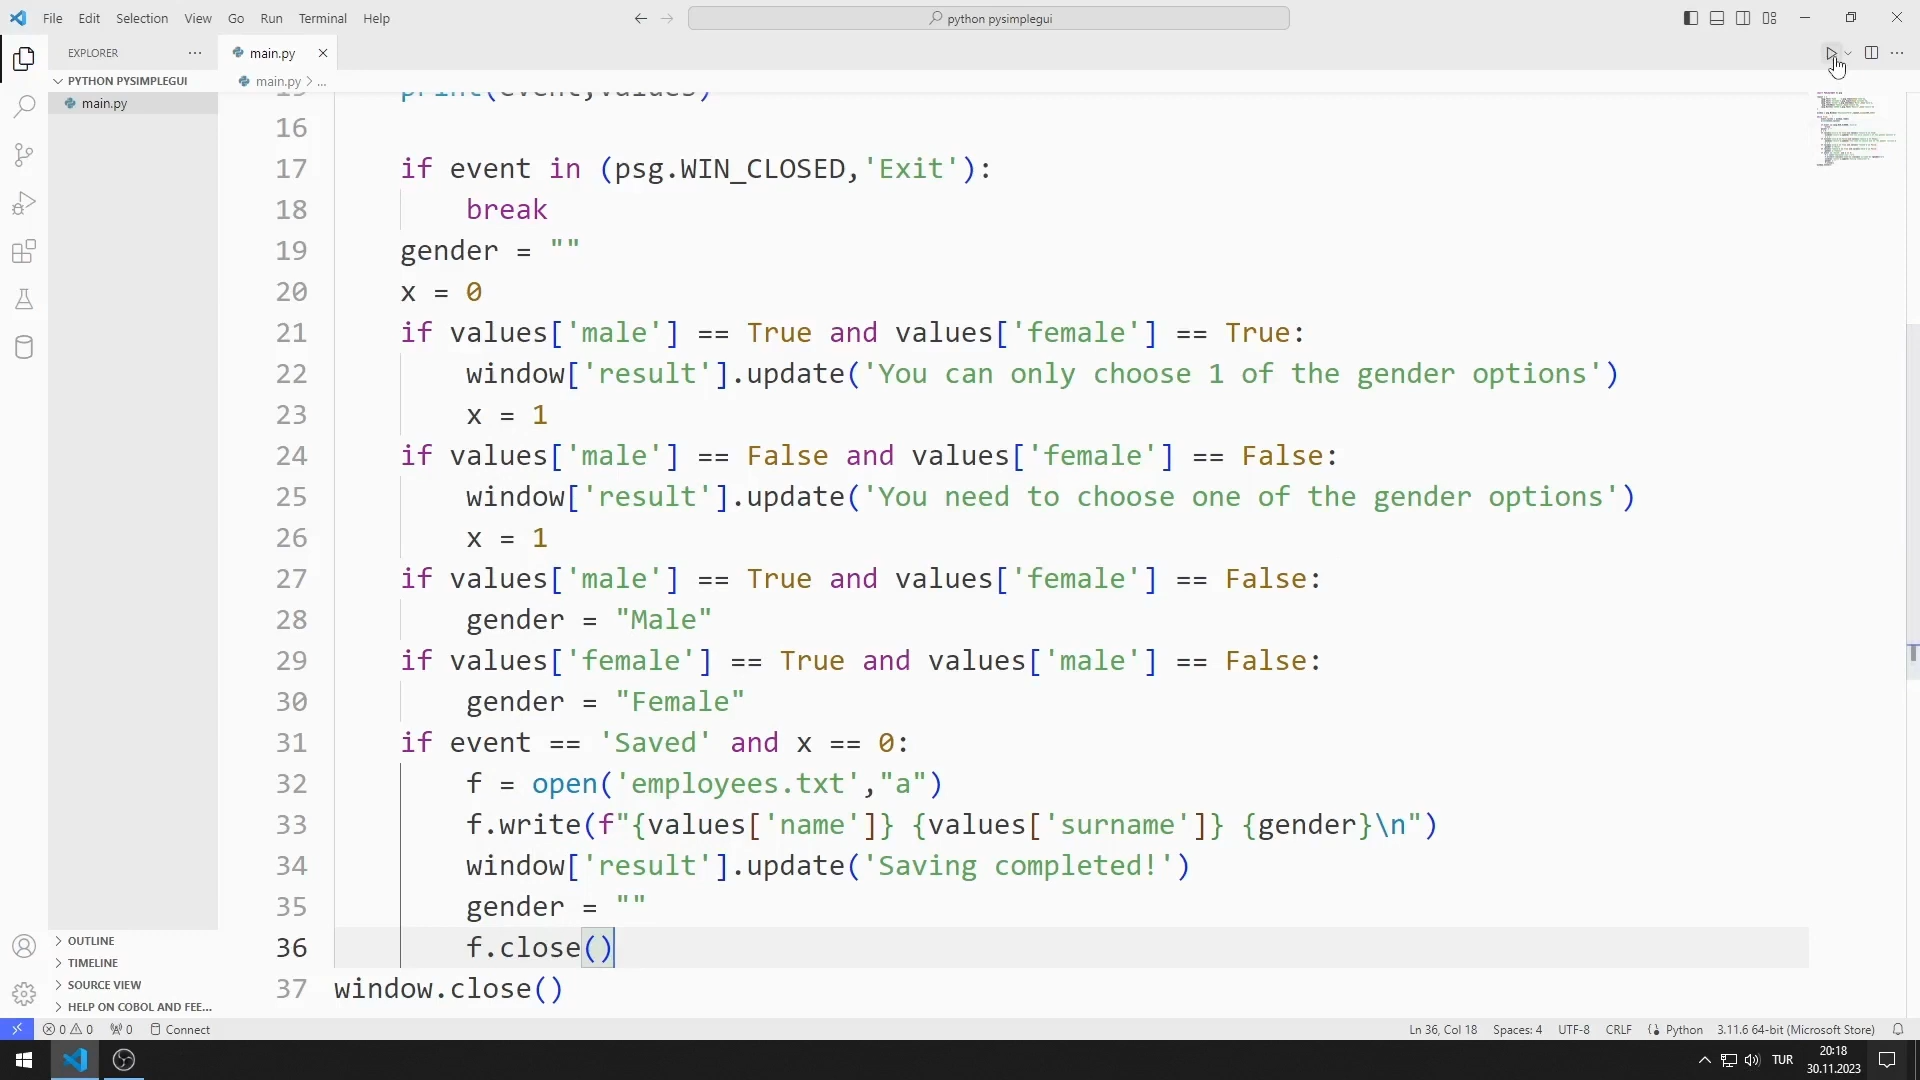 File Edit Selection View Go Run Terminal Help
python pysimplegui
EXPLORER
main.py
PYTHON PYSIMPLEGUI
main.py > ...
main.py
15 print(event,values)
16
17 if event in (psg.WIN_CLOSED,'Exit'):
18 break
19 gender = ""
20 x = 0
21 if values['male'] == True and values['female'] == True:
22 window['result'].update('You can only choose 1 of the gender options')
23 x = 1
24 if values['male'] == False and values['female'] == False:
25 window['result'].update('You need to choose one of the gender options')
26 x = 1
27 if values['male'] == True and values['female'] == False:
28 gender = "Male"
29 if values['female'] == True and values['male'] == False:
30 gender = "Female"
31 if event == 'Saved' and x == 0:
32 f = open('employees.txt',"a")
33 f.write(f"{values['name']} {values['surname']} {gender}\n")
34 window['result'].update('Saving completed!')
35 gender = ""
36 f.close()
37 window.close()
OUTLINE
TIMELINE
SOURCE VIEW
HELP ON COBOL AND FEE...
0 0 0 Connect
Ln 36, Col 18 Spaces: 4 UTF-8 CRLF Python 3.11.6 64-bit (Microsoft Store)
TUR
20:18
30.11.2023